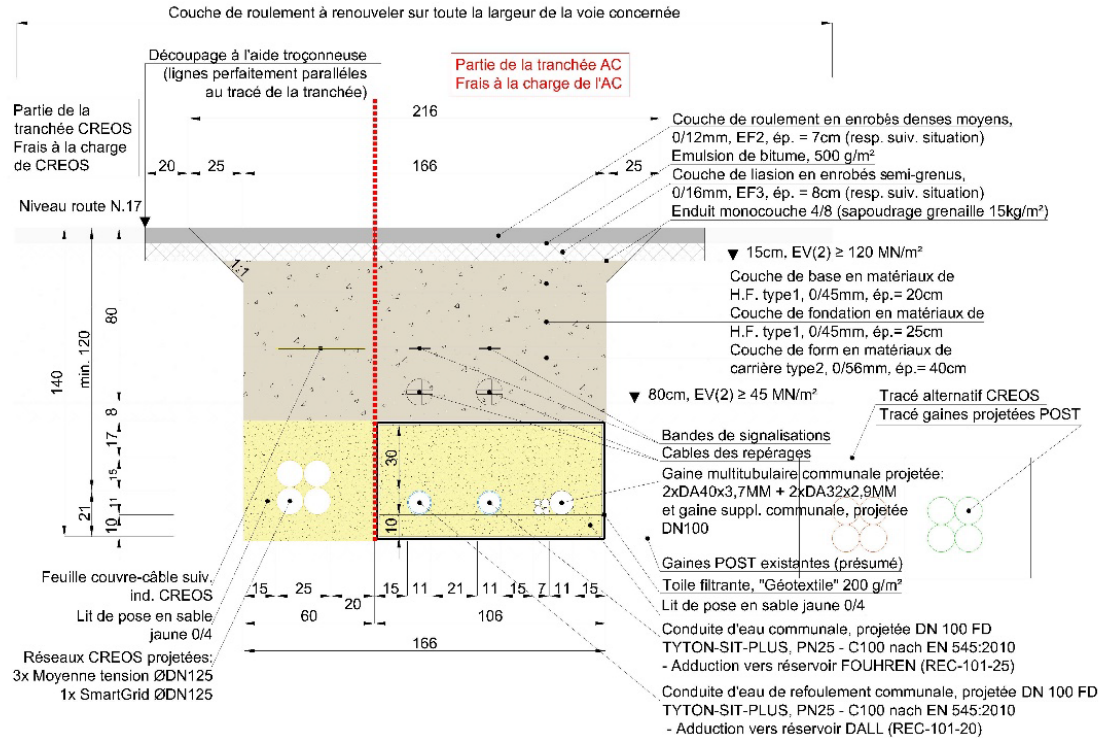 Couche de roulement à renouveler sur toute la largeur de la voie concernée
Découpage à l'aide troçonneuse
(lignes perfaitement paralléles
au tracé de la tranchée)
Partie de la tranchée AC
Frais à la charge de l'AC
Partie de la
tranchée CREOS
Frais à la charge
de CREOS
216
20
25
166
25
Niveau route N.17
Couche de roulement en enrobés denses moyens,
0/12mm, EF2, ép. = 7cm (resp. suiv. situation)
Emulsion de bitume, 500 g/m²
Couche de liasion en enrobés semi-grenus,
0/16mm, EF3, ép. = 8cm (resp. suiv. situation)
Enduit monocouche 4/8 (sapoudrage grenaille 15kg/m²)
1:1
15cm, EV(2) ≥ 120 MN/m²
Couche de base en matériaux de
H.F. type1, 0/45mm, ép.= 20cm
Couche de fondation en matériaux de
H.F. type1, 0/45mm, ép.= 25cm
Couche de form en matériaux de
carrière type2, 0/56mm, ép.= 40cm
80cm, EV(2) ≥ 45 MN/m²
140
min. 120
21
80
8
17
15
11
10
30
10
Tracé alternatif CREOS
Tracé gaines projetées POST
Bandes de signalisations
Cables des repérages
Gaine multitubulaire communale projetée:
2xDA40x3,7MM + 2xDA32x2,9MM
et gaine suppl. communale, projetée
DN100
Gaines POST existantes (présumé)
Toile filtrante, "Géotextile" 200 g/m²
Lit de pose en sable jaune 0/4
Conduite d'eau communale, projetée DN 100 FD
TYTON-SIT-PLUS, PN25 - C100 nach EN 545:2010
- Adduction vers réservoir FOUHREN (REC-101-25)
Conduite d'eau de refoulement communale, projetée DN 100 FD
TYTON-SIT-PLUS, PN25 - C100 nach EN 545:2010
- Adduction vers réservoir DALL (REC-101-20)
Feuille couvre-câble suiv.
ind. CREOS
Lit de pose en sable
jaune 0/4
Réseaux CREOS projetées:
3x Moyenne tension ØDN125
1x SmartGrid ØDN125
15
25
20
15
11
21
11
15
7
11
15
60
106
166